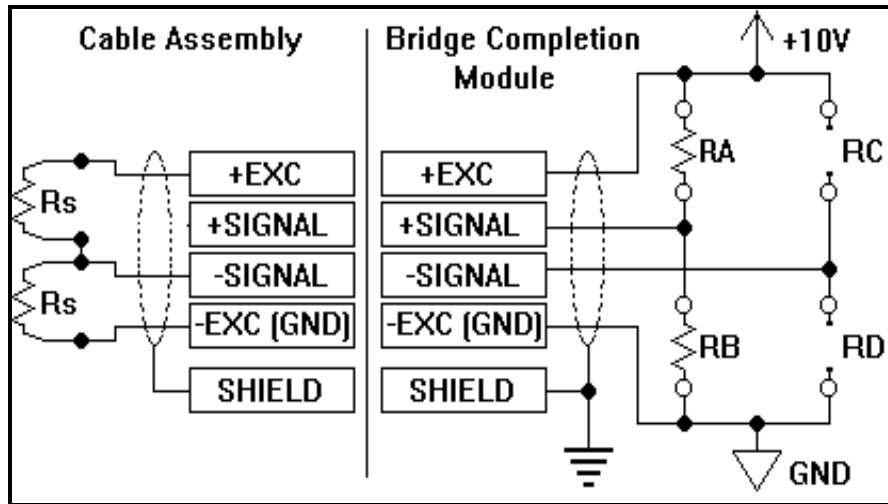 Cable Assembly
Bridge Completion
Module
+10V
Rs
Rs
+EXC
+SIGNAL
-SIGNAL
-EXC (GND)
SHIELD
+EXC
+SIGNAL
-SIGNAL
-EXC (GND)
SHIELD
RA
RC
RB
RD
GND